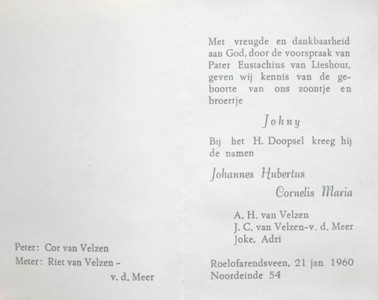 Met vreugde en dankbaarheid
aan God, door de voorspraak van
Pater Eustachius van Lieshout,
geven wij kennis van de ge-
boorte van ons zoontje en
broertje
Johny
Bij het H. Doopsel kreeg hij
de namen
Johannes Hubertus
Cornelis Maria
A. H. van Velzen
J. C. van Velzen-v. d. Meer
Joke, Adri
Roelofarendsveen, 21 jan. 1960
Noordeinde 54
Peter: Cor van Velzen
Meter: Riet van Velzen -
v. d. Meer